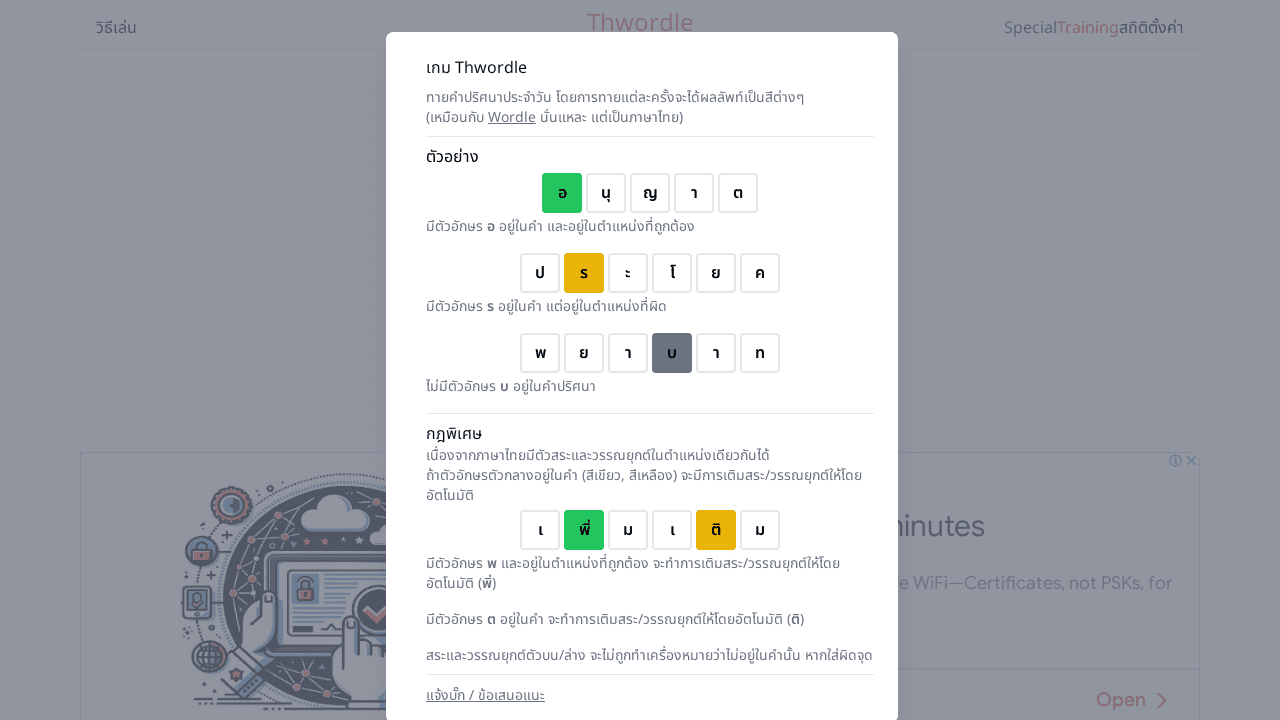 วิธีเล่น
Thwordle
Special
Training
สถิติ
ตั้งค่า
เกม Thwordle
ทายคำปริศนาประจำวัน โดยการทายแต่ละครั้งจะได้ผลลัพท์เป็นสีต่างๆ
(เหมือนกับ Wordle นั่นแหละ แต่เป็นภาษาไทย)
ตัวอย่าง
อ นุ ญ า ต
มีตัวอักษร อ อยู่ในคำ และอยู่ในตำแหน่งที่ถูกต้อง
ป ร ะ โ ย ค
มีตัวอักษร ร อยู่ในคำ แต่อยู่ในตำแหน่งที่ผิด
พ ย า บ า ท
ไม่มีตัวอักษร บ อยู่ในคำปริศนา
กฎพิเศษ
เนื่องจากภาษาไทยมีตัวสระและวรรณยุกต์ในตำแหน่งเดียวกันได้
ถ้าตัวอักษรตัวกลางอยู่ในคำ (สีเขียว, สีเหลือง) จะมีการเติมสระ/วรรณยุกต์ให้โดย
อัตโนมัติ
เ พื่ ม เ ติ ม
มีตัวอักษร พ และอยู่ในตำแหน่งที่ถูกต้อง จะทำการเติมสระ/วรรณยุกต์ให้โดย
อัตโนมัติ (พิ่)
มีตัวอักษร ต อยู่ในคำ จะทำการเติมสระ/วรรณยุกต์ให้โดยอัตโนมัติ (ติ)
สระและวรรณยุกต์ตัวบน/ล่าง จะไม่ถูกทำเครื่องหมายว่าไม่อยู่ในคำนั้น หากใส่ผิดจุด
แจ้งบั๊ก / ข้อเสนอแนะ
minutes
WiFi—Certificates, not PSKs, for
Open